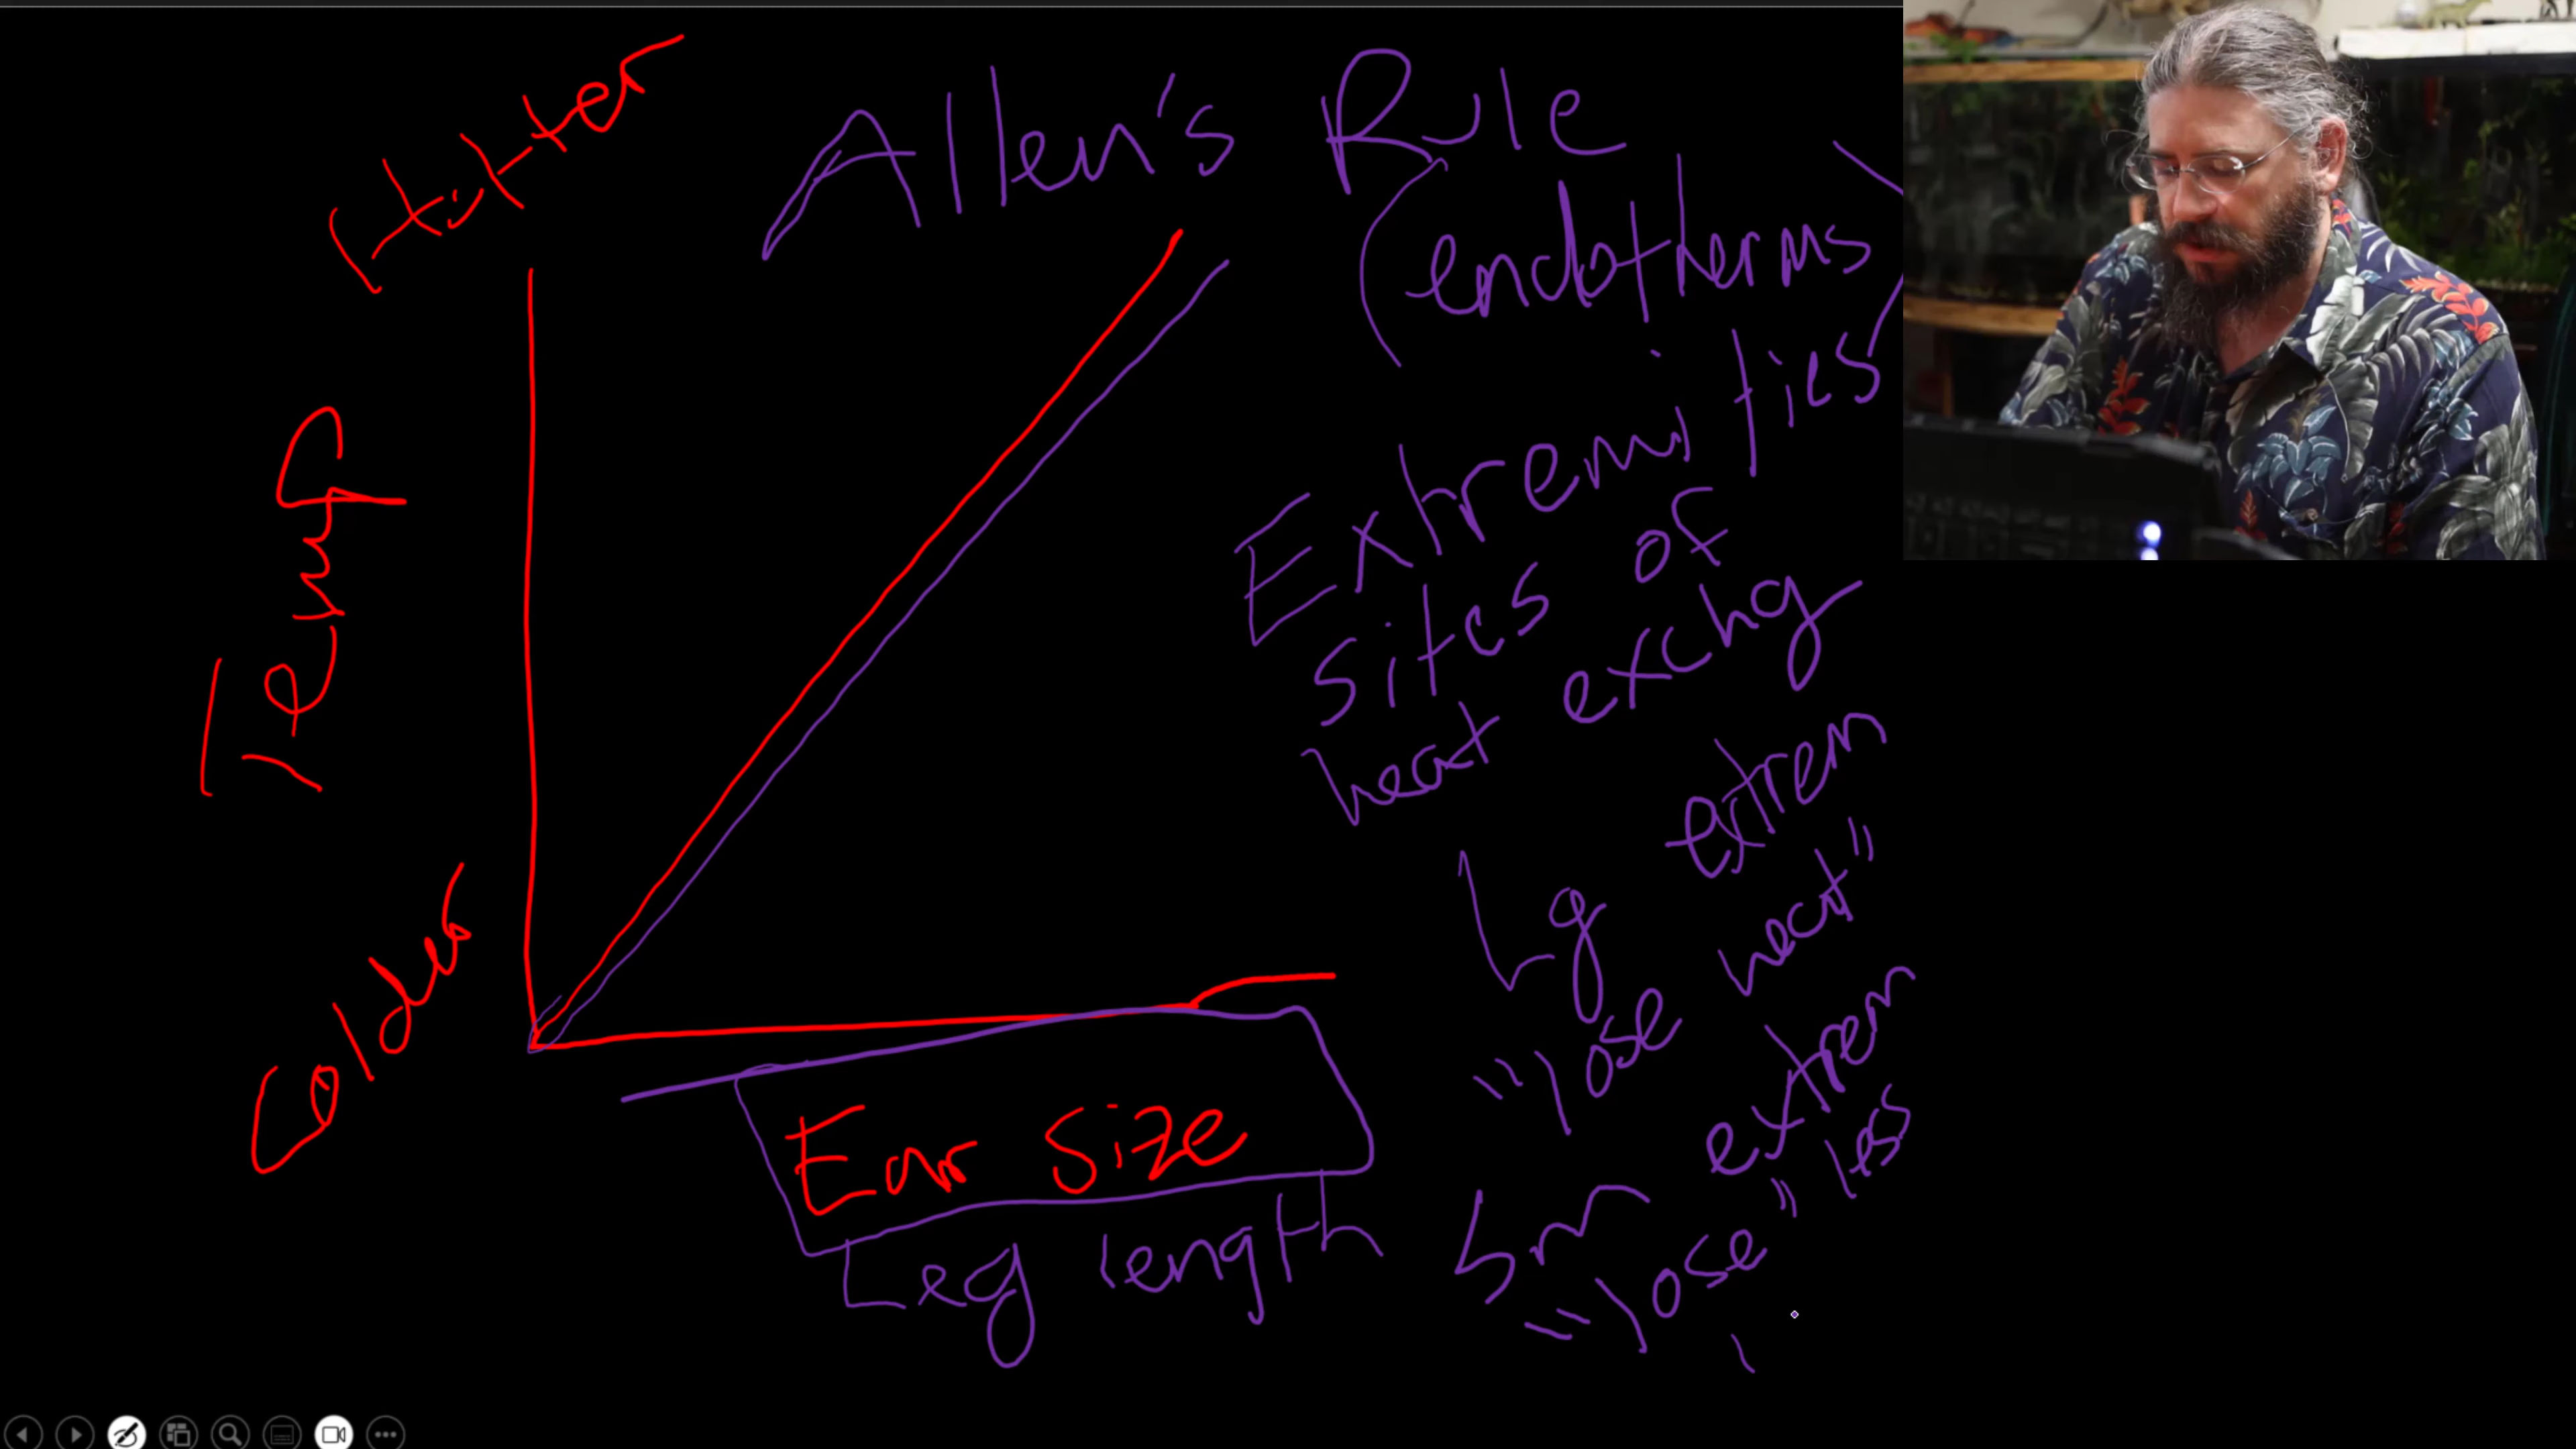 Hotter
Temp
Colder
Allen's Rule
(endotherms)
Extremities
sites of
heat exchg
Lg extrem
"lose heat"
Sm extrem
"lose" less
Ear Size
Leg length